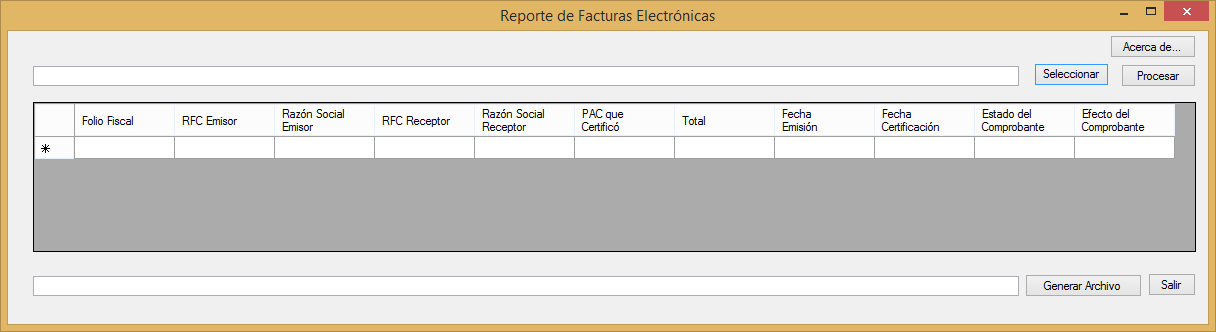 Reporte de Facturas Electrónicas
Acerca de...
Seleccionar
Procesar
Folio Fiscal
RFC Emisor
Razón Social
Emisor
RFC Receptor
Razón Social
Receptor
PAC que
Certificó
Total
Fecha
Emisión
Fecha
Certificación
Estado del
Comprobante
Efecto del
Comprobante
Generar Archivo
Salir